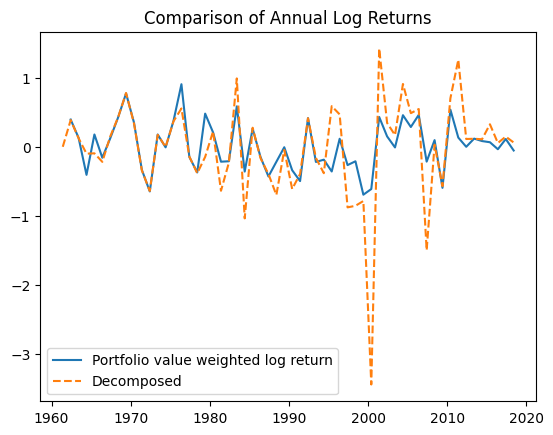 Comparison of Annual Log Returns
1
0
−1
−2
−3
Portfolio value weighted log return
Decomposed
1960 1970 1980 1990 2000 2010 2020